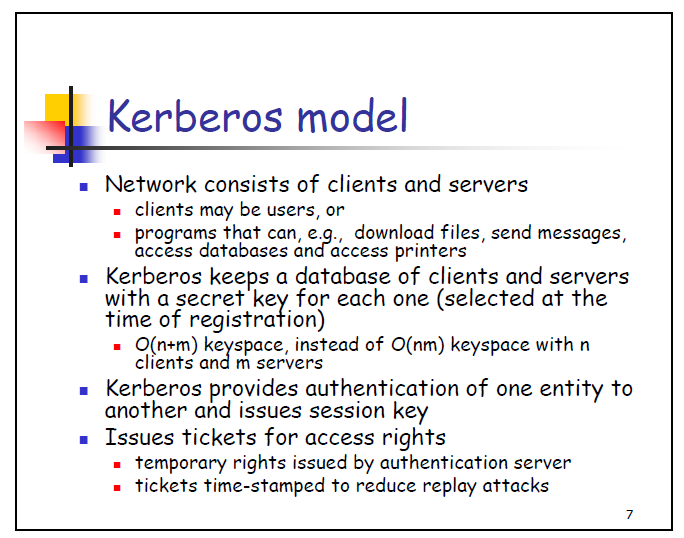 Kerberos model
Network consists of clients and servers
clients may be users, or
programs that can, e.g., download files, send messages,
access databases and access printers
Kerberos keeps a database of clients and servers
with a secret key for each one (selected at the
time of registration)
O(n+m) keyspace, instead of O(nm) keyspace with n
clients and m servers
Kerberos provides authentication of one entity to
another and issues session key
Issues tickets for access rights
temporary rights issued by authentication server
tickets time-stamped to reduce replay attacks
7